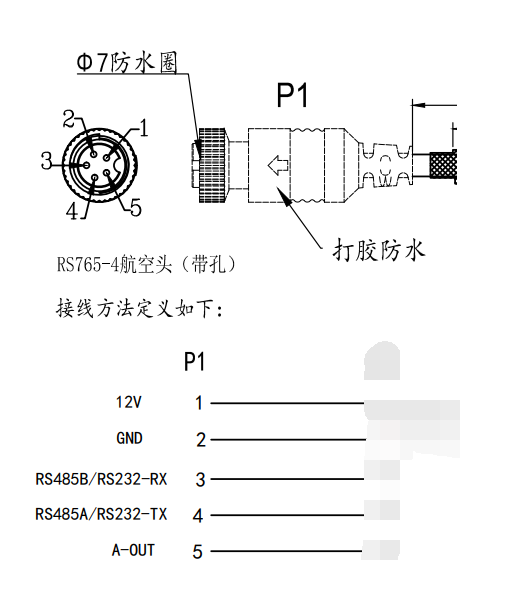 Φ7防水圈
P1
2
1
3
4
5
打胶防水
RS765-4航空头（带孔）
接线方法定义如下：
P1
12V 1
GND 2
RS485B/RS232-RX 3
RS485A/RS232-TX 4
A-OUT 5